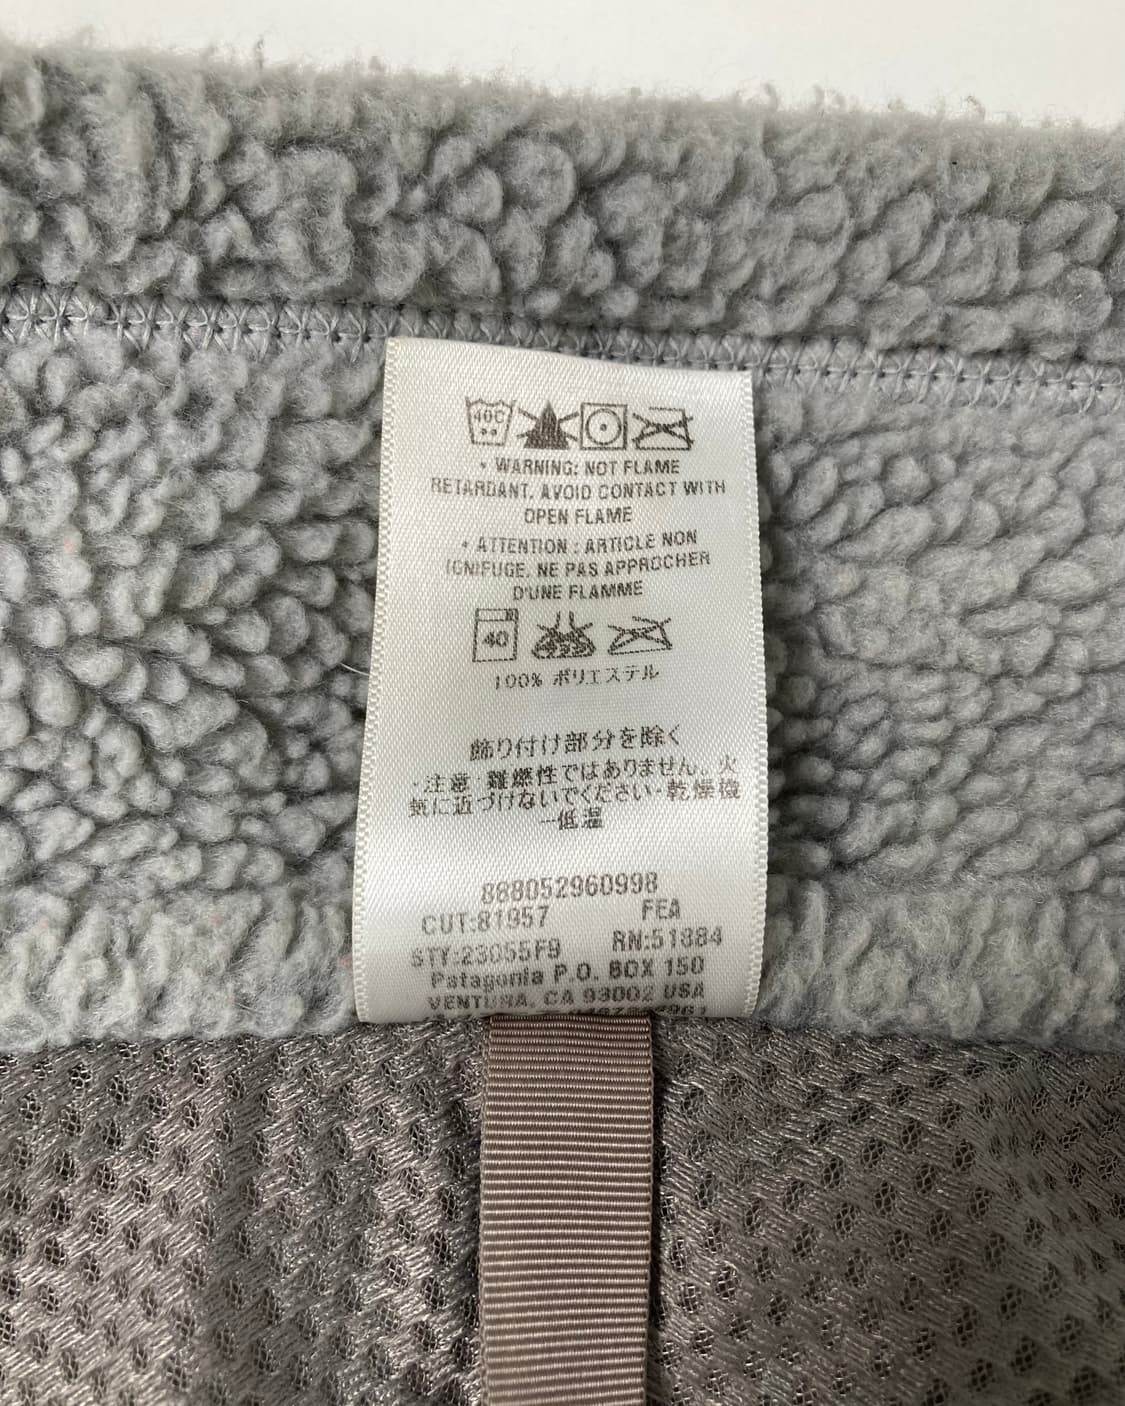 40C
• WARNING: NOT FLAME
RETARDANT. AVOID CONTACT WITH
OPEN FLAME
• ATTENTION : ARTICLE NON
IGNIFUGE. NE PAS APPROCHER
D'UNE FLAMME
40
100% ポリエステル
飾り付け部分を除く
・注意：難燃性ではありません。火
気に近づけないでください・乾燥機
ー低温
888052960998
CUT:81957 FEA
STY:23055F9 RN:51884
Patagonia P.O. BOX 150
VENTURA, CA 93002 USA